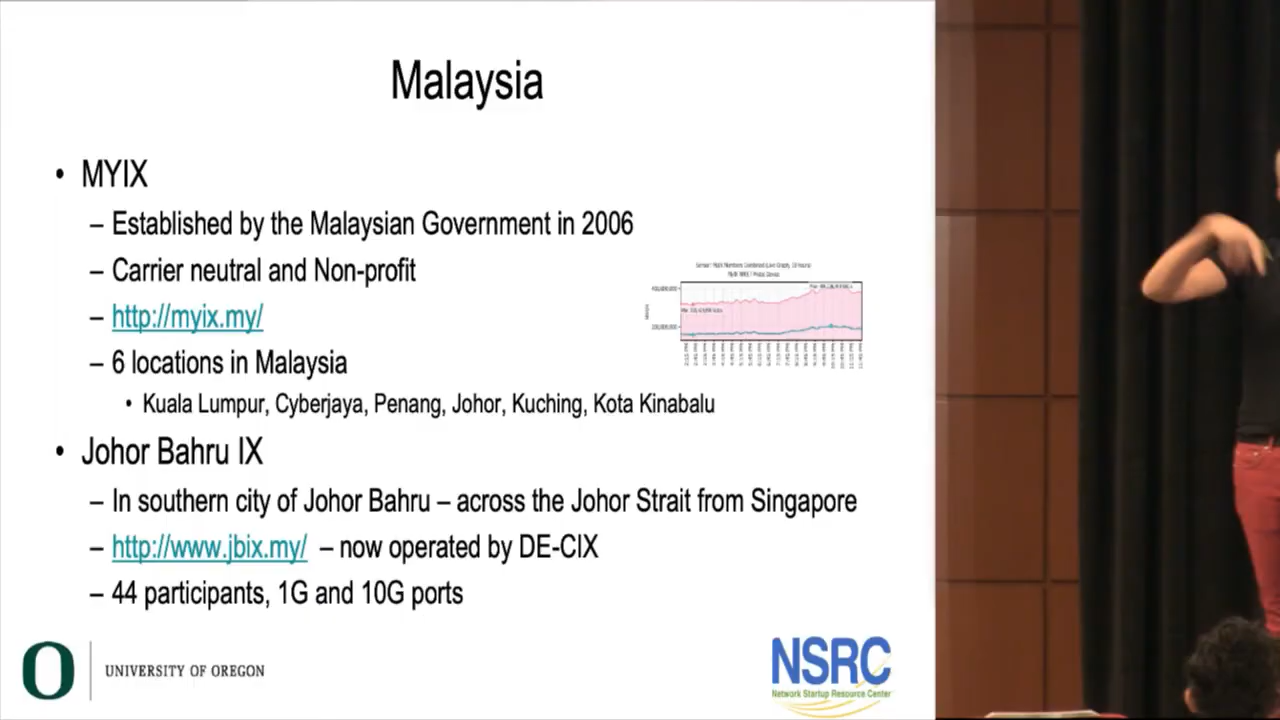 Malaysia
• MYIX
– Established by the Malaysian Government in 2006
– Carrier neutral and Non-profit
– http://myix.my/
– 6 locations in Malaysia
• Kuala Lumpur, Cyberjaya, Penang, Johor, Kuching, Kota Kinabalu
• Johor Bahru IX
– In southern city of Johor Bahru – across the Johor Strait from Singapore
– http://www.jbix.my/ – now operated by DE-CIX
– 44 participants, 1G and 10G ports
O
UNIVERSITY OF OREGON
NSRC
Network Startup Resource Center